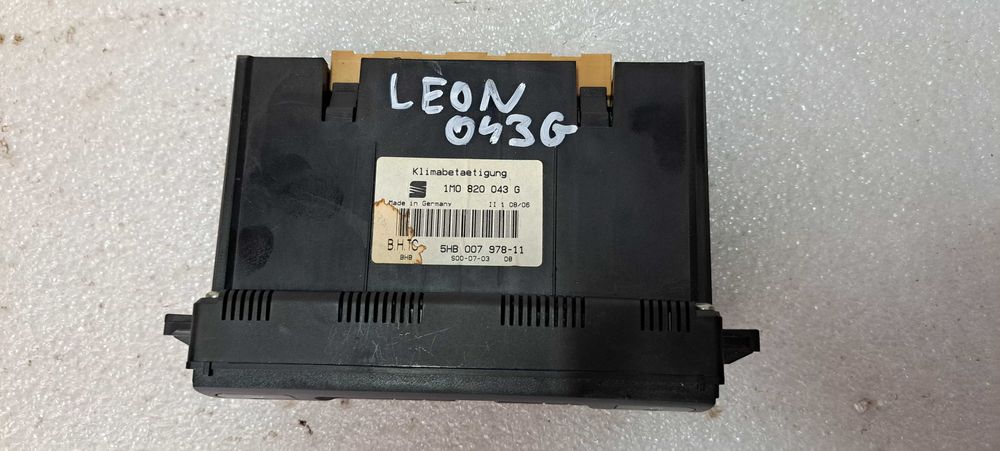 LEON
043G
Klimabetaetigung
1M0 820 043 G
Made in Germany II 1 08/06
B.H.TC 5HB 007 978-11
BHB SOO-07-03 08